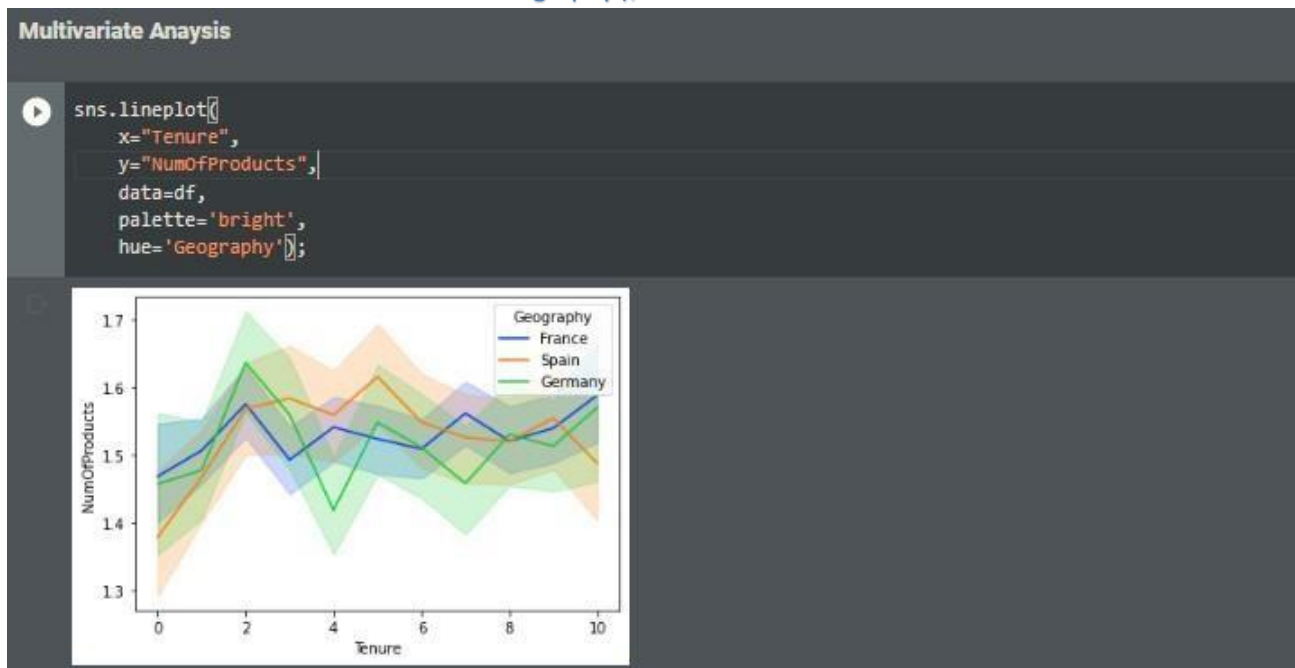 Multivariate Anaysis
sns.lineplot(
x="Tenure",
y="NumOfProducts",
data=df,
palette='bright',
hue='Geography');
Geography
France
Spain
Germany
NumOfProducts
1.7
1.6
1.5
1.4
1.3
0 2 4 6 8 10
Tenure